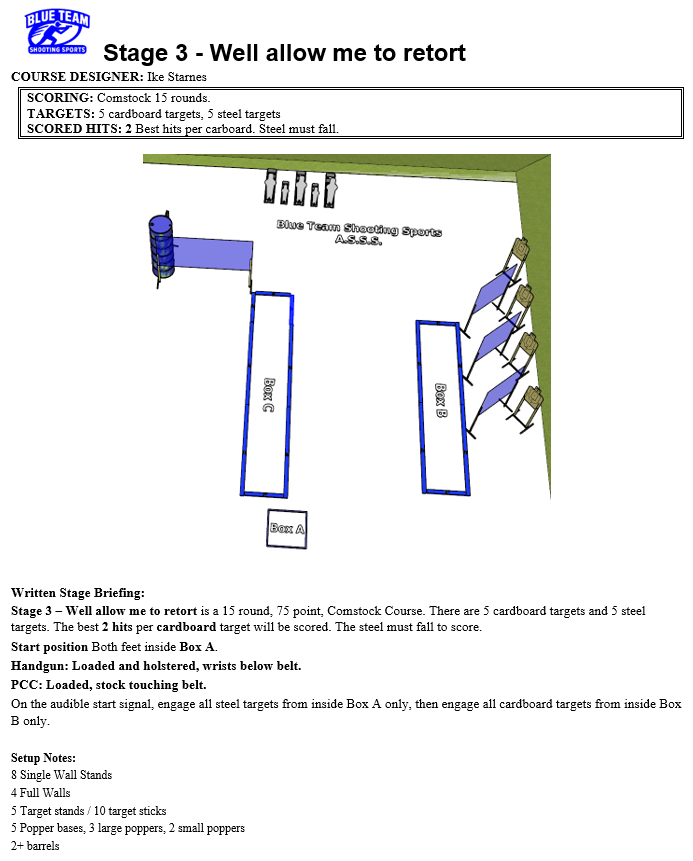 BLUE TEAM
SHOOTING SPORTS
Stage 3 - Well allow me to retort
COURSE DESIGNER: Ike Starnes
SCORING: Comstock 15 rounds.
TARGETS: 5 cardboard targets, 5 steel targets
SCORED HITS: 2 Best hits per carboard. Steel must fall.
Blue Team Shooting Sports
A.S.S.S.
Box C
Box B
Box A
Written Stage Briefing:
Stage 3 – Well allow me to retort is a 15 round, 75 point, Comstock Course. There are 5 cardboard targets and 5 steel
targets. The best 2 hits per cardboard target will be scored. The steel must fall to score.
Start position Both feet inside Box A.
Handgun: Loaded and holstered, wrists below belt.
PCC: Loaded, stock touching belt.
On the audible start signal, engage all steel targets from inside Box A only, then engage all cardboard targets from inside Box
B only.
Setup Notes:
8 Single Wall Stands
4 Full Walls
5 Target stands / 10 target sticks
5 Popper bases, 3 large poppers, 2 small poppers
2+ barrels